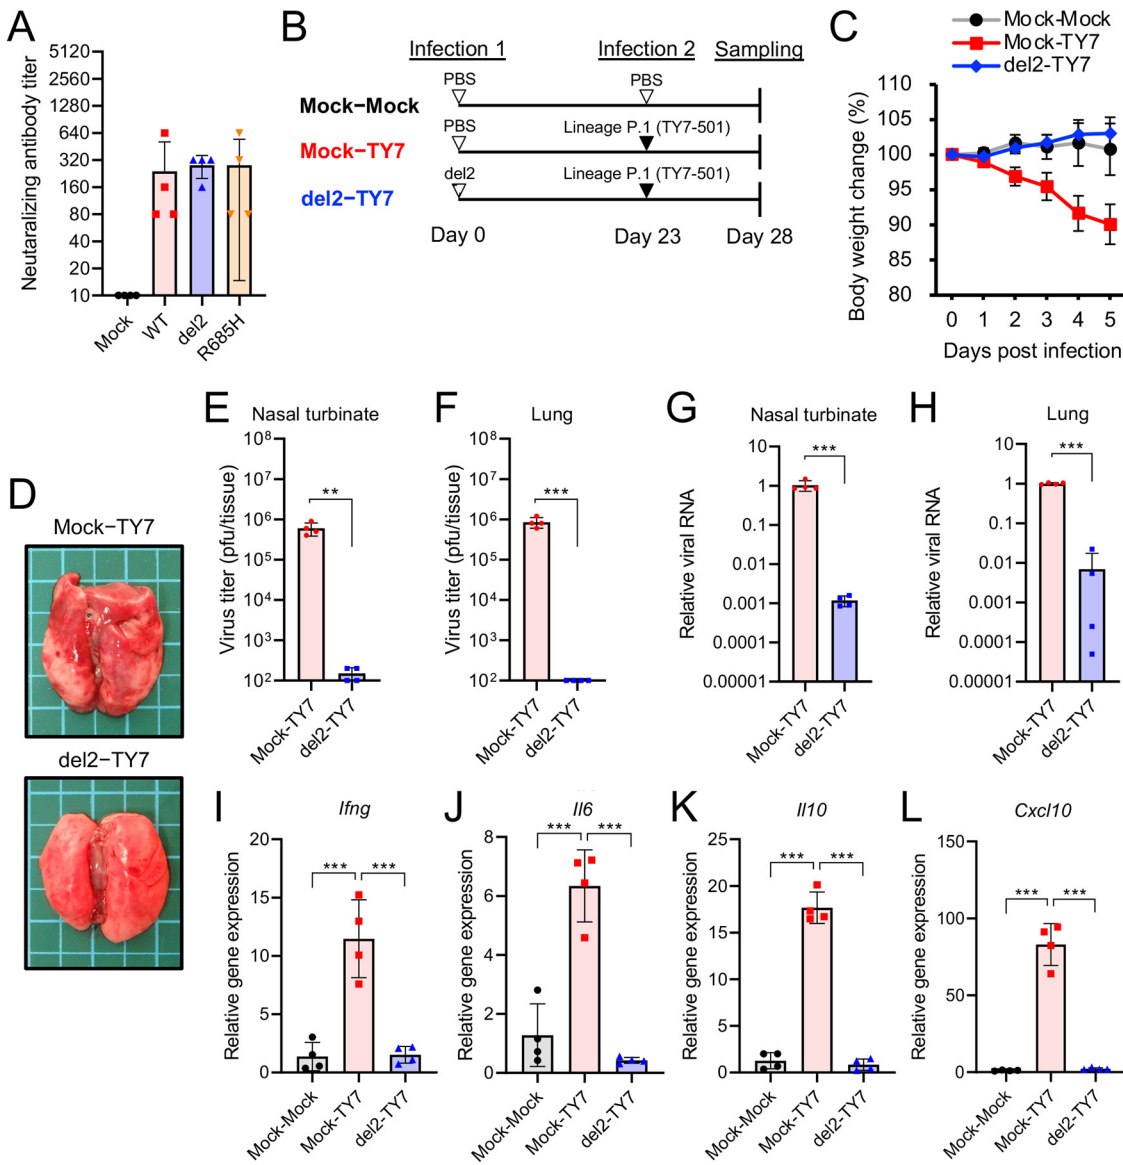 A
Neutaralizing antibody titer
5120
2560
1280
640
320
160
80
40
20
10
Mock
WT
del2
R685H
B
Infection 1
Infection 2
Sampling
PBS
PBS
Mock−Mock
PBS
Lineage P.1 (TY7-501)
Mock−TY7
del2
Lineage P.1 (TY7-501)
del2−TY7
Day 0
Day 23
Day 28
C
Mock-Mock
Mock-TY7
del2-TY7
Body weight change (%)
110
105
100
95
90
85
80
0 1 2 3 4 5
Days post infection
D
Mock−TY7
del2−TY7
E
Nasal turbinate
Virus titer (pfu/tissue)
10⁸
10⁷
10⁶
10⁵
10⁴
10³
10²
**
Mock-TY7
del2-TY7
F
Lung
Virus titer (pfu/tissue)
10⁸
10⁷
10⁶
10⁵
10⁴
10³
10²
***
Mock-TY7
del2-TY7
G
Nasal turbinate
Relative viral RNA
10
1
0.1
0.01
0.001
0.0001
0.00001
***
Mock-TY7
del2-TY7
H
Lung
Relative viral RNA
10
1
0.1
0.01
0.001
0.0001
0.00001
***
Mock-TY7
del2-TY7
I
Ifng
Relative gene expression
20
15
10
5
0
*** ***
Mock-Mock
Mock-TY7
del2-TY7
J
Il6
Relative gene expression
8
6
4
2
0
*** ***
Mock-Mock
Mock-TY7
del2-TY7
K
Il10
Relative gene expression
25
20
15
10
5
0
*** ***
Mock-Mock
Mock-TY7
del2-TY7
L
Cxcl10
Relative gene expression
150
100
50
0
*** ***
Mock-Mock
Mock-TY7
del2-TY7